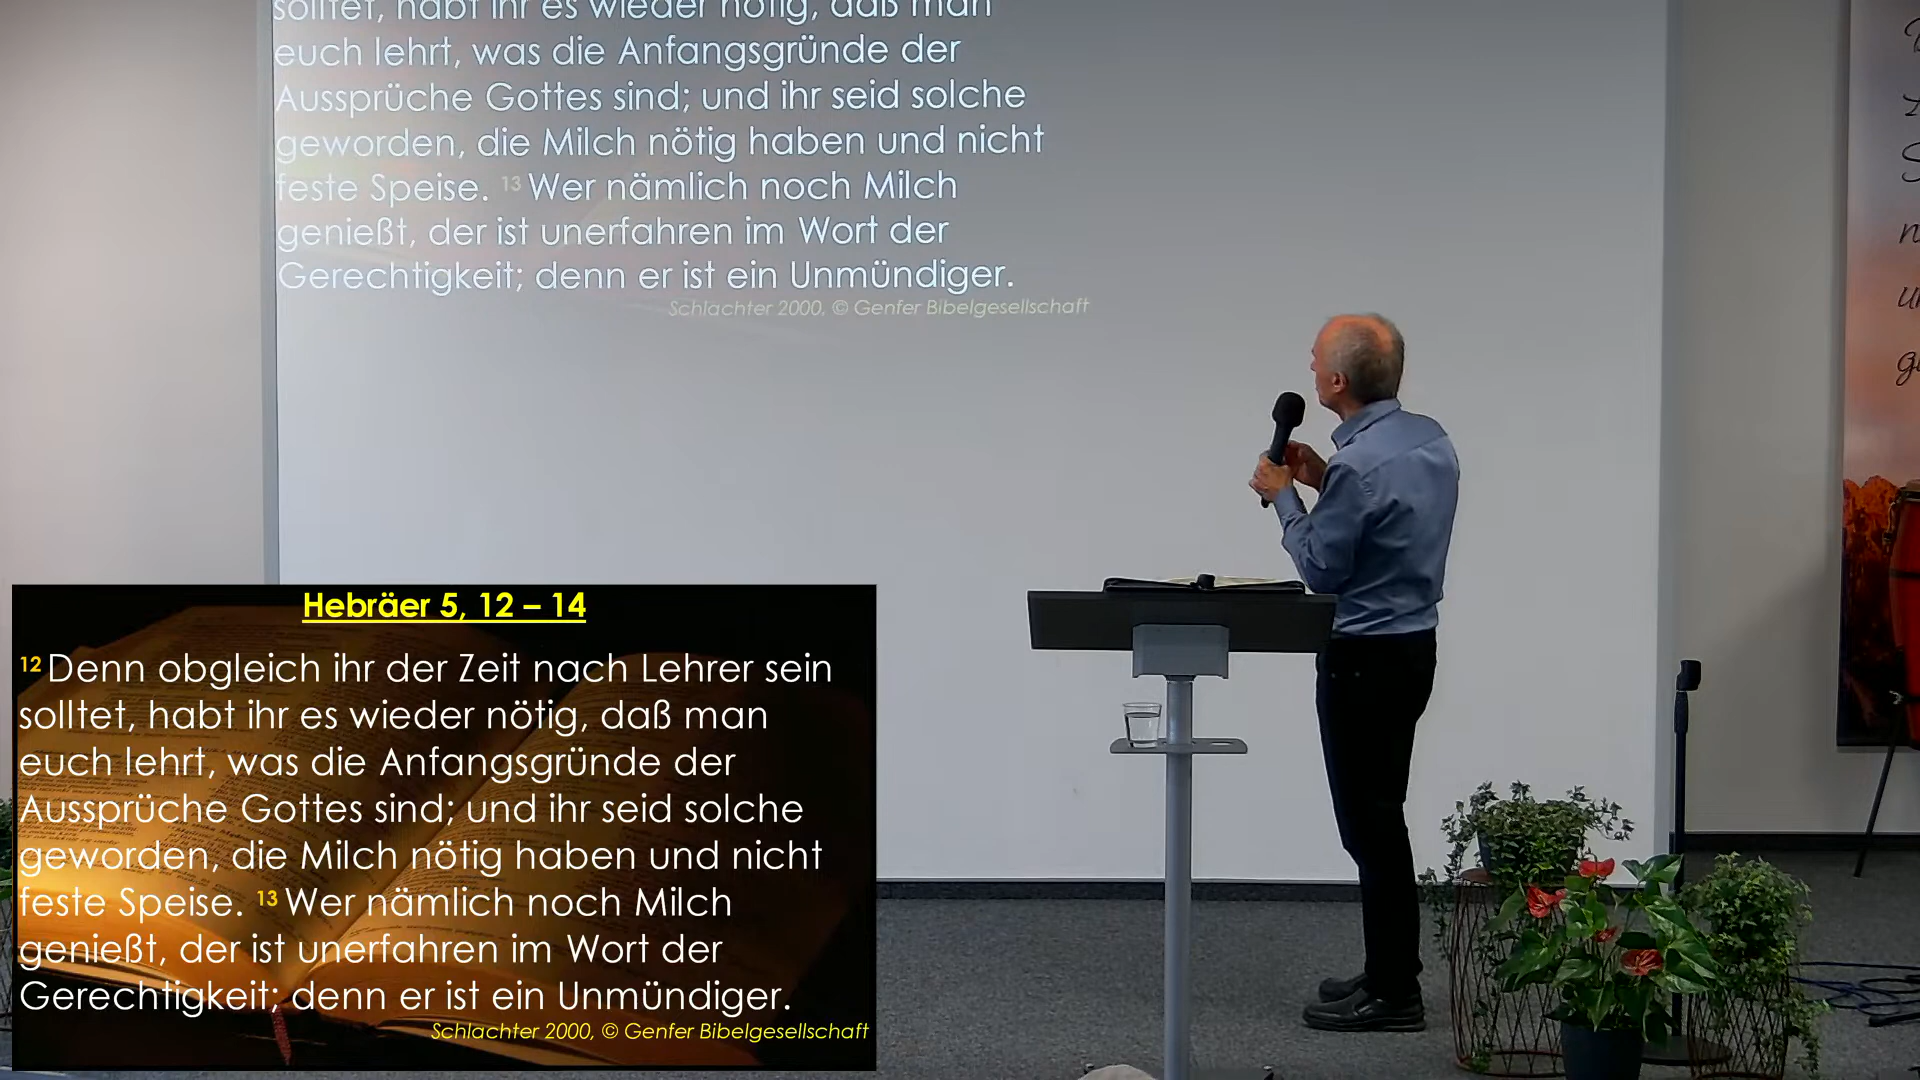 solltet, habt ihr es wieder nötig, daß man
euch lehrt, was die Anfangsgründe der
Aussprüche Gottes sind; und ihr seid solche
geworden, die Milch nötig haben und nicht
feste Speise. 13 Wer nämlich noch Milch
genießt, der ist unerfahren im Wort der
Gerechtigkeit; denn er ist ein Unmündiger.
Schlachter 2000, © Genfer Bibelgesellschaft
Hebräer 5, 12 – 14
12 Denn obgleich ihr der Zeit nach Lehrer sein
solltet, habt ihr es wieder nötig, daß man
euch lehrt, was die Anfangsgründe der
Aussprüche Gottes sind; und ihr seid solche
geworden, die Milch nötig haben und nicht
feste Speise. 13 Wer nämlich noch Milch
genießt, der ist unerfahren im Wort der
Gerechtigkeit; denn er ist ein Unmündiger.
Schlachter 2000, © Genfer Bibelgesellschaft